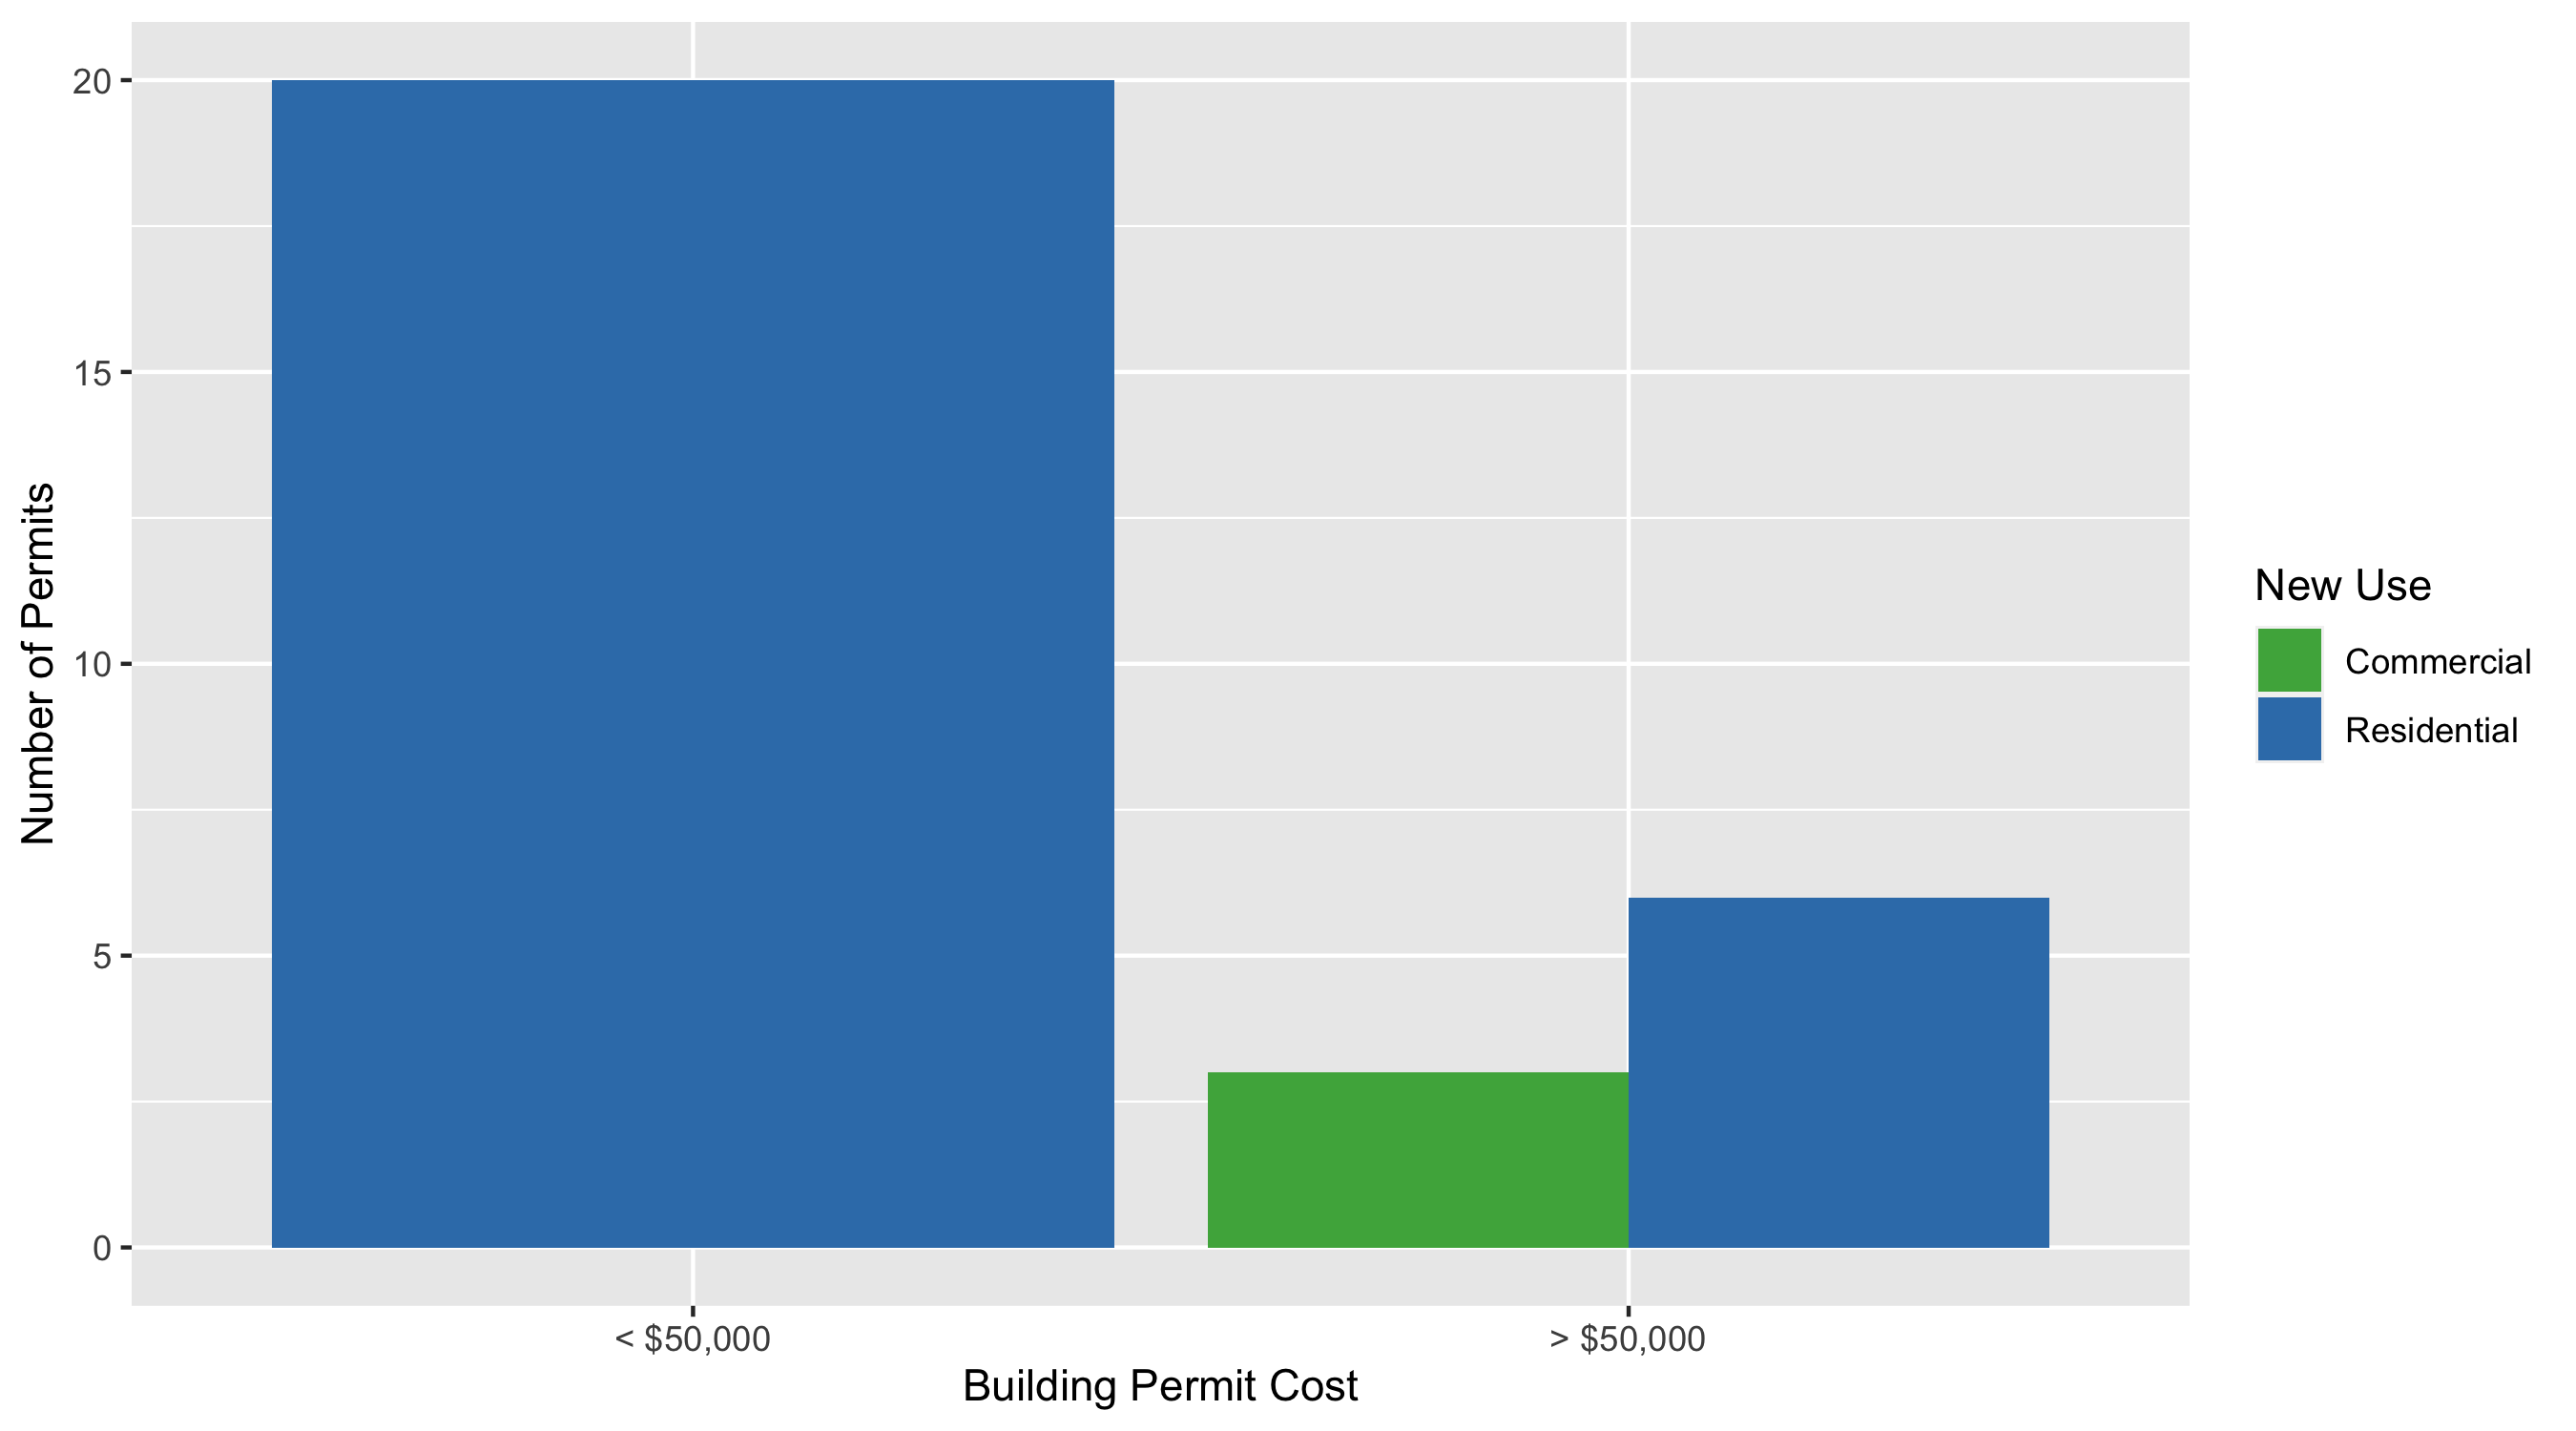 20
15
10
5
0
Number of Permits
< $50,000
> $50,000
Building Permit Cost
New Use
Commercial
Residential